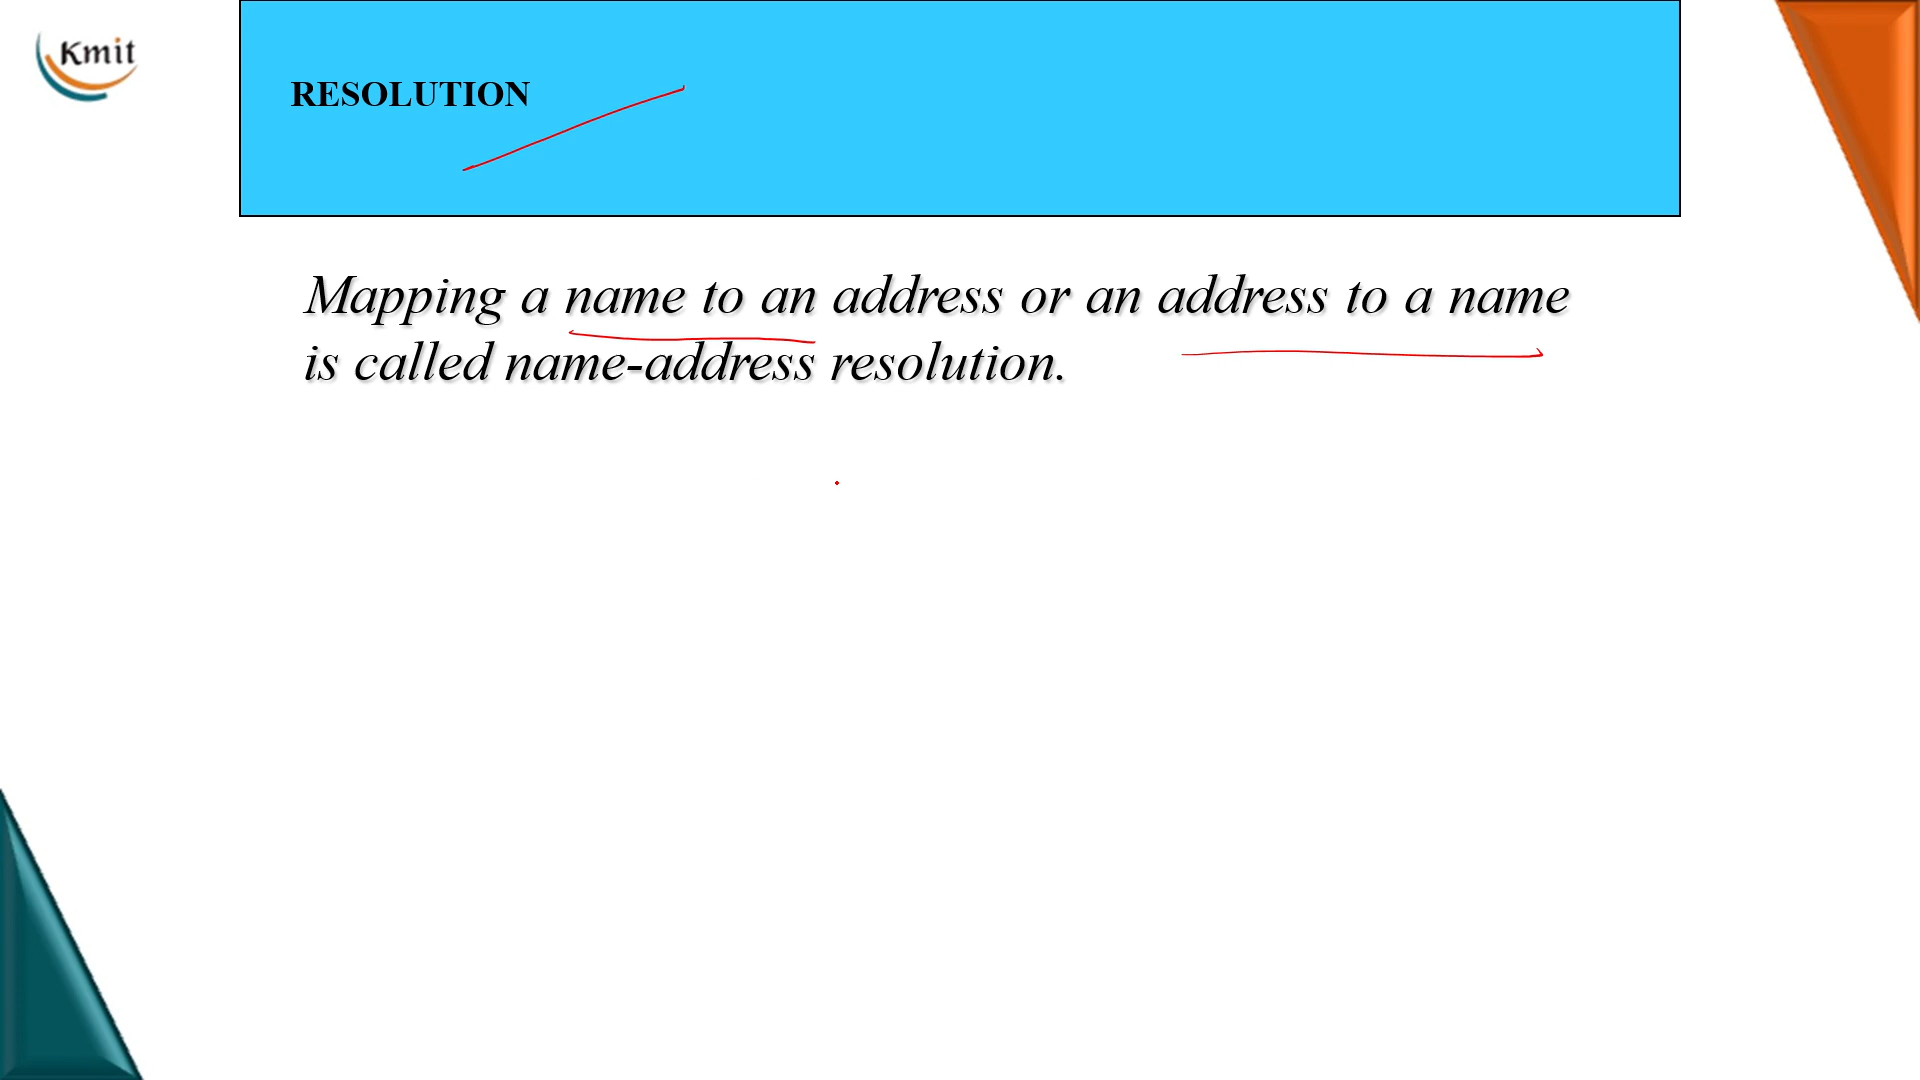 Kmit
RESOLUTION
Mapping a name to an address or an address to a name
is called name-address resolution.